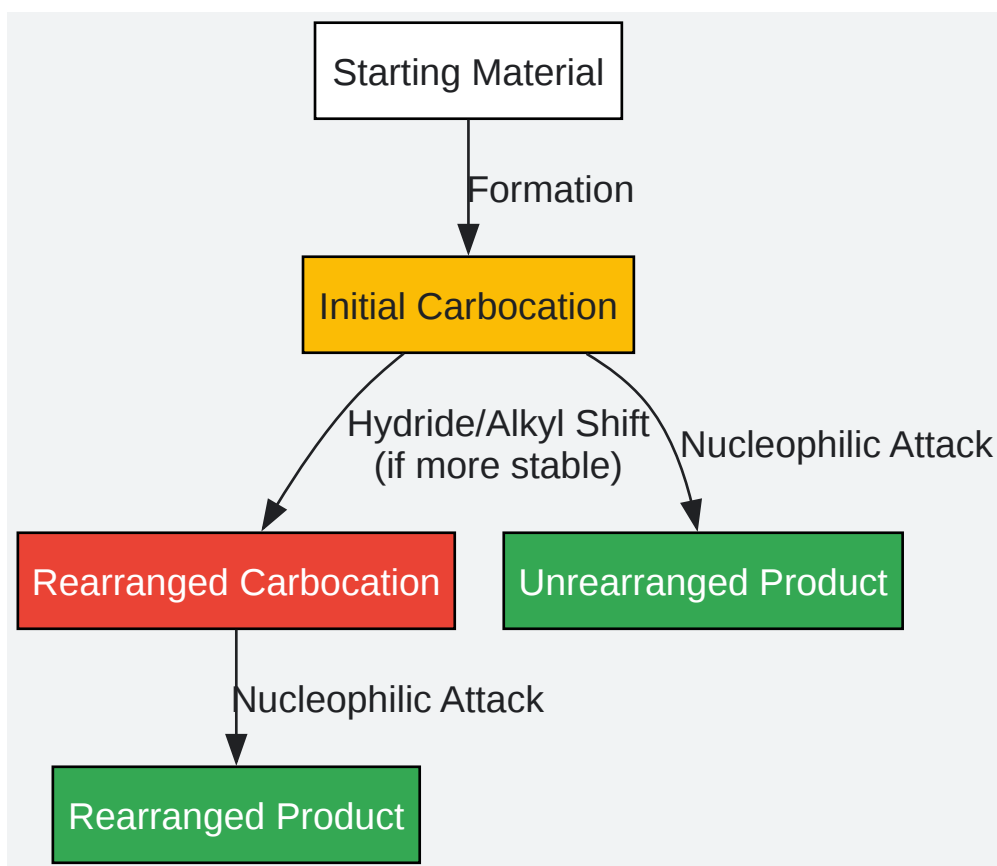 Starting Material
Formation
Initial Carbocation
Hydride/Alkyl Shift
(if more stable)
Nucleophilic Attack
Rearranged Carbocation
Unrearranged Product
Nucleophilic Attack
Rearranged Product